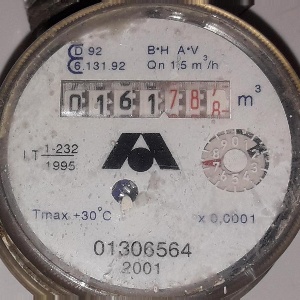 D 92 B·H A·V
6.131.92 Qn 1,5 m³/h
0161788 m³
LT 1-232
1995
Tmax +30°C x 0,0001
01306564
2001